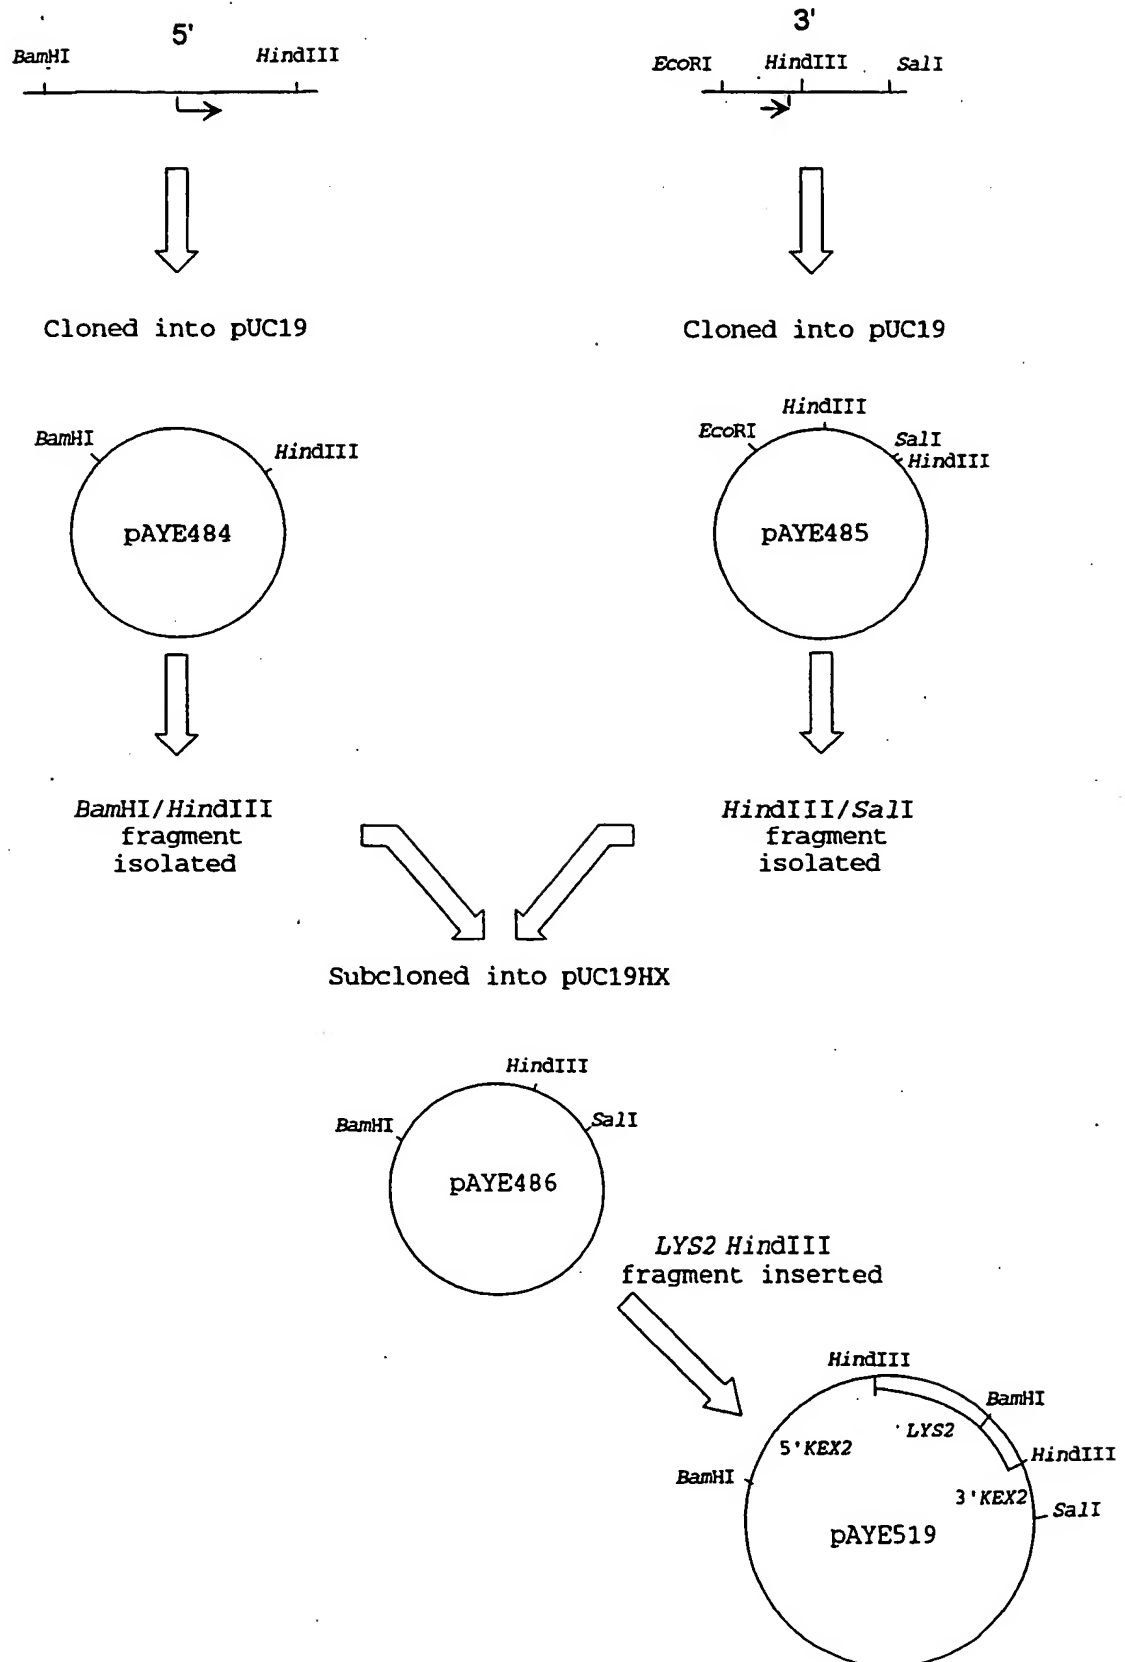 5'
BamHI
HindIII
3'
EcoRI
HindIII
SalI
Cloned into pUC19
Cloned into pUC19
BamHI
HindIII
pAYE484
HindIII
EcoRI
SalI
HindIII
pAYE485
BamHI/HindIII
fragment
isolated
HindIII/SalI
fragment
isolated
Subcloned into pUC19HX
HindIII
BamHI
SalI
pAYE486
LYS2 HindIII
fragment inserted
HindIII
BamHI
LYS2
5'KEX2
HindIII
BamHI
3'KEX2
SalI
pAYE519